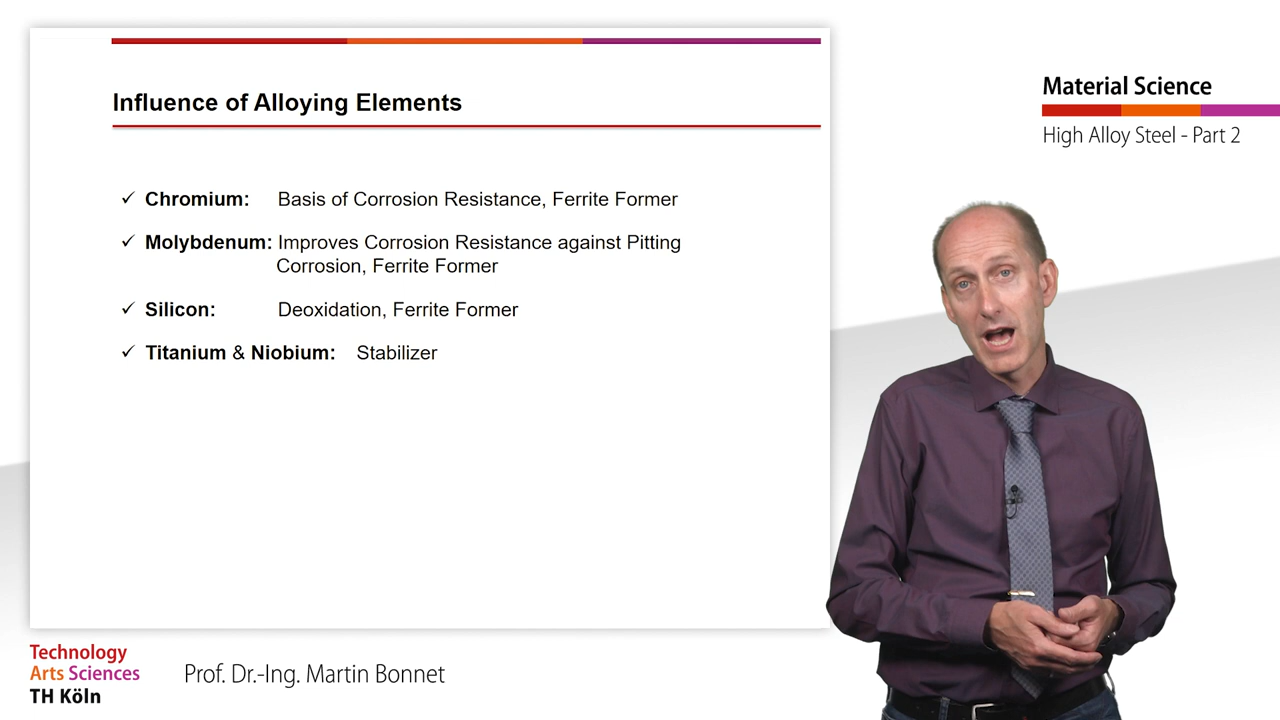 Influence of Alloying Elements
✓ Chromium: Basis of Corrosion Resistance, Ferrite Former
✓ Molybdenum: Improves Corrosion Resistance against Pitting
Corrosion, Ferrite Former
✓ Silicon: Deoxidation, Ferrite Former
✓ Titanium & Niobium: Stabilizer
Material Science
High Alloy Steel - Part 2
Technology
Arts Sciences
TH Köln
Prof. Dr.-Ing. Martin Bonnet